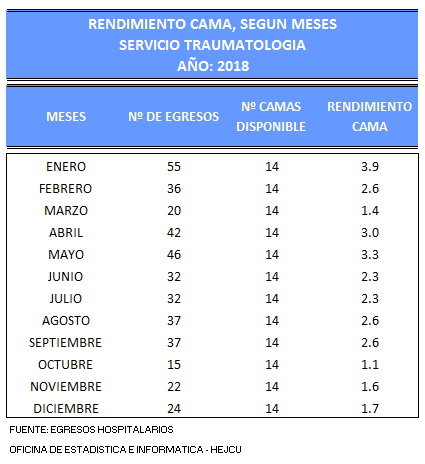 RENDIMIENTO CAMA, SEGUN MESES
SERVICIO TRAUMATOLOGIA
AÑO: 2018
MESES Nº DE EGRESOS Nº CAMAS DISPONIBLE RENDIMIENTO CAMA
ENERO 55 14 3.9
FEBRERO 36 14 2.6
MARZO 20 14 1.4
ABRIL 42 14 3.0
MAYO 46 14 3.3
JUNIO 32 14 2.3
JULIO 32 14 2.3
AGOSTO 37 14 2.6
SEPTIEMBRE 37 14 2.6
OCTUBRE 15 14 1.1
NOVIEMBRE 22 14 1.6
DICIEMBRE 24 14 1.7
FUENTE: EGRESOS HOSPITALARIOS
OFICINA DE ESTADISTICA E INFORMATICA - HEJCU